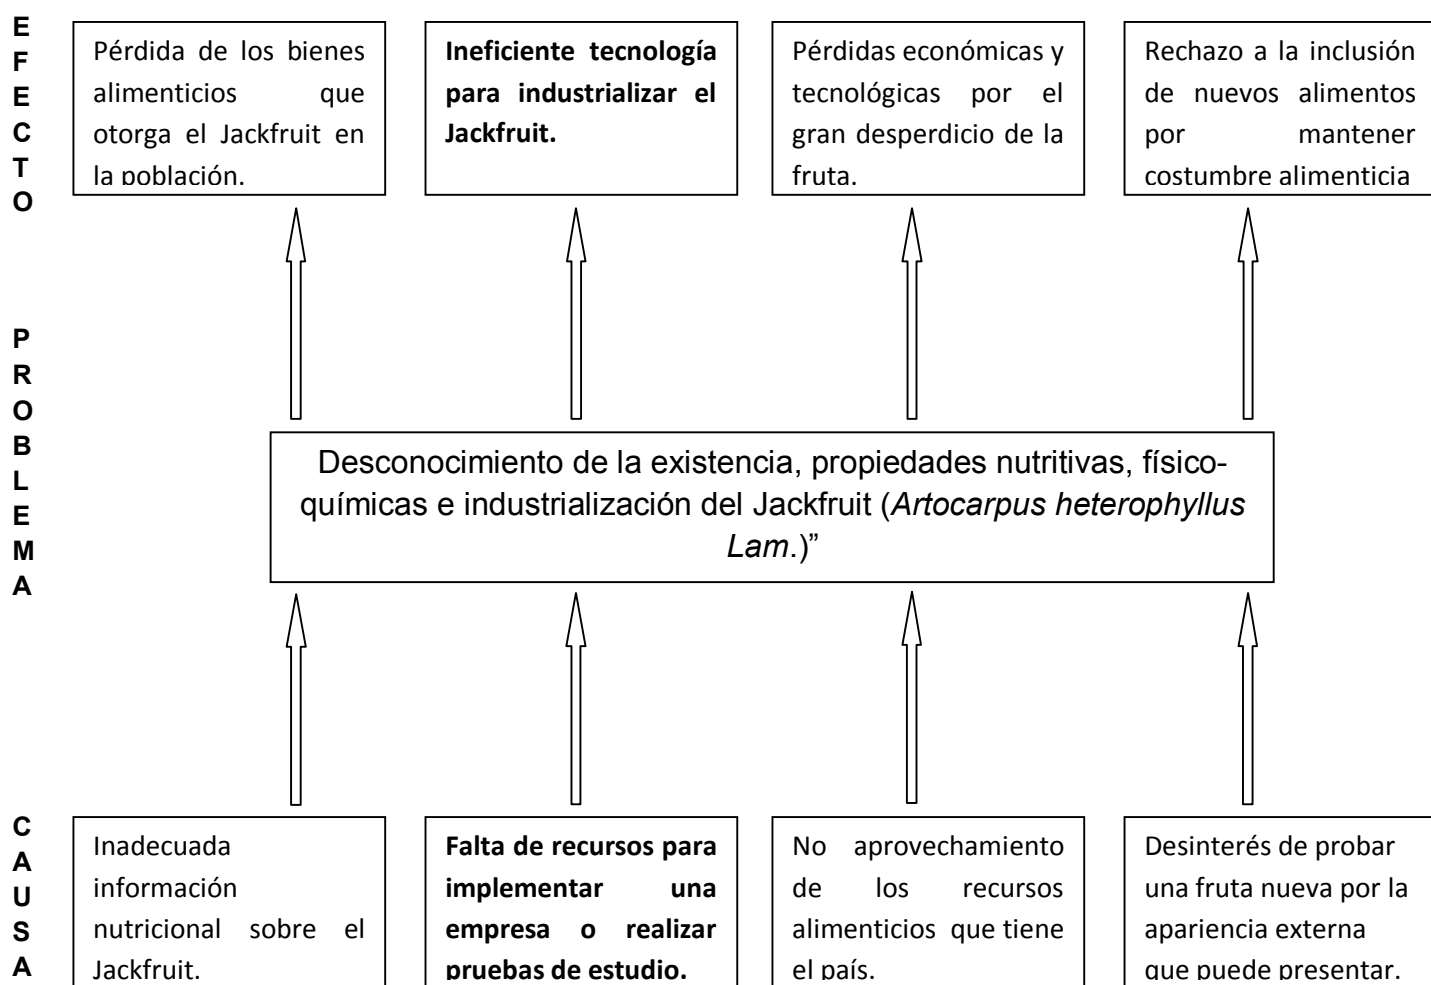 EFECTO
Pérdida de los bienes
alimenticios que
otorga el Jackfruit en
la población.
Ineficiente tecnología
para industrializar el
Jackfruit.
Pérdidas económicas y
tecnológicas por el
gran desperdicio de la
fruta.
Rechazo a la inclusión
de nuevos alimentos
por mantener
costumbre alimenticia
PROBLEMA
Desconocimiento de la existencia, propiedades nutritivas, físico-
químicas e industrialización del Jackfruit (Artocarpus heterophyllus
Lam.)”
CAUSA
Inadecuada
información
nutricional sobre el
Jackfruit.
Falta de recursos para
implementar una
empresa o realizar
pruebas de estudio.
No aprovechamiento
de los recursos
alimenticios que tiene
el país.
Desinterés de probar
una fruta nueva por la
apariencia externa
que puede presentar.